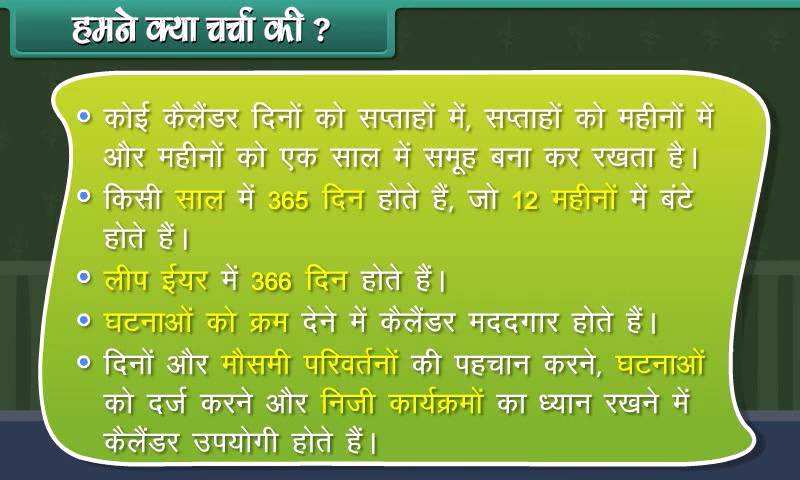 हमने क्या चर्चा की ?
कोई कैलैंडर दिनों को सप्ताहों में, सप्ताहों को महीनों में
और महीनों को एक साल में समूह बना कर रखता है।
किसी साल में 365 दिन होते हैं, जो 12 महीनों में बंटे
होते हैं।
लीप ईयर में 366 दिन होते हैं।
घटनाओं को क्रम देने में कैलैंडर मददगार होते हैं।
दिनों और मौसमी परिवर्तनों की पहचान करने, घटनाओं
को दर्ज करने और निजी कार्यक्रमों का ध्यान रखने में
कैलैंडर उपयोगी होते हैं।